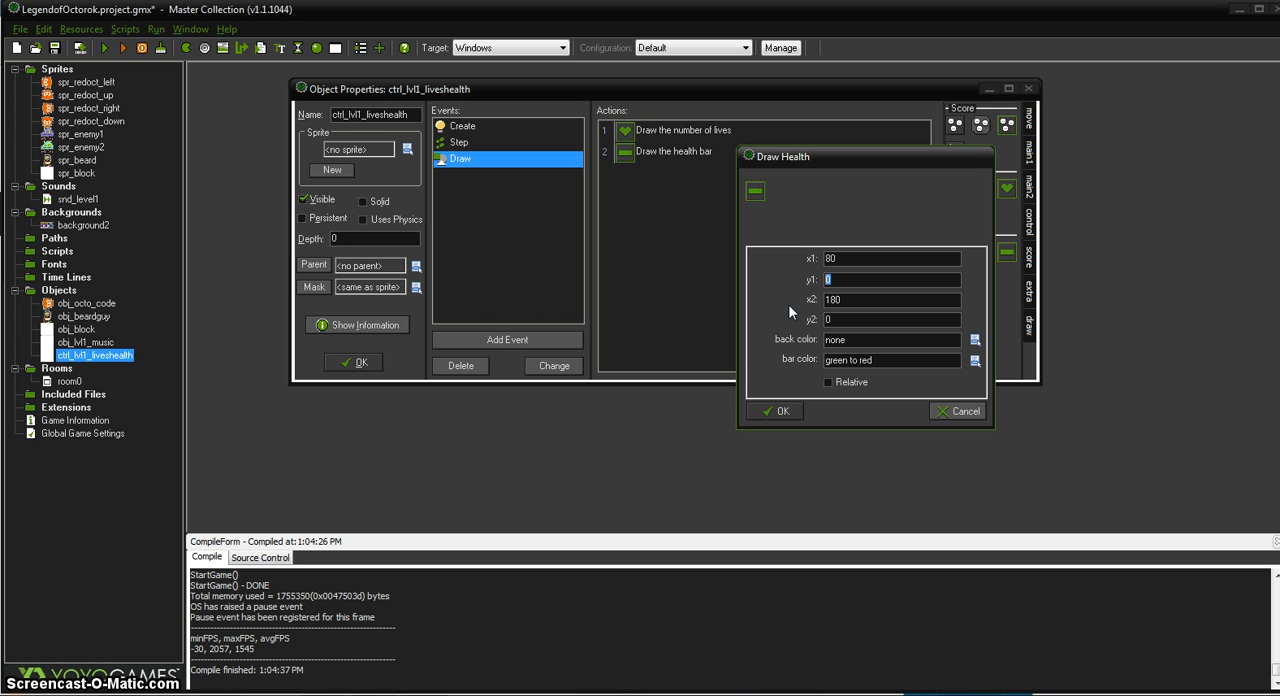 LegendofOctorok.project.gmx* - Master Collection (v1.1.1044)
File Edit Resources Scripts Run Window Help
Target: Windows Configuration: Default Manage
Sprites
spr_redoct_left
spr_redoct_up
spr_redoct_right
spr_redoct_down
spr_enemy1
spr_enemy2
spr_beard
spr_block
Sounds
snd_level1
Backgrounds
background2
Paths
Scripts
Fonts
Time Lines
Objects
obj_octo_code
obj_beardguy
obj_block
obj_lvl1_music
ctrl_lvl1_liveshealth
Rooms
room0
Included Files
Extensions
Game Information
Global Game Settings
Object Properties: ctrl_lvl1_liveshealth
Name: ctrl_lvl1_liveshealth
Sprite
<no sprite>
New
Visible Solid
Persistent Uses Physics
Depth: 0
Parent <no parent>
Mask <same as sprite>
Show Information
OK
Events:
Create
Step
Draw
Add Event
Delete Change
Actions:
1 Draw the number of lives
2 Draw the health bar
Score
move
main1
main2
control
score
extra
draw
Draw Health
x1: 80
y1: 0
x2: 180
y2: 0
back color: none
bar color: green to red
Relative
OK Cancel
CompileForm - Compiled at:1:04:26 PM
Compile Source Control
StartGame()
StartGame() - DONE
Total memory used = 1755350(0x0047503d) bytes
OS has raised a pause event
Pause event has been registered for this frame
minFPS, maxFPS, avgFPS
-30, 2057, 1545
Compile finished: 1:04:37 PM
YOYOGAMES
Screencast-O-Matic.com